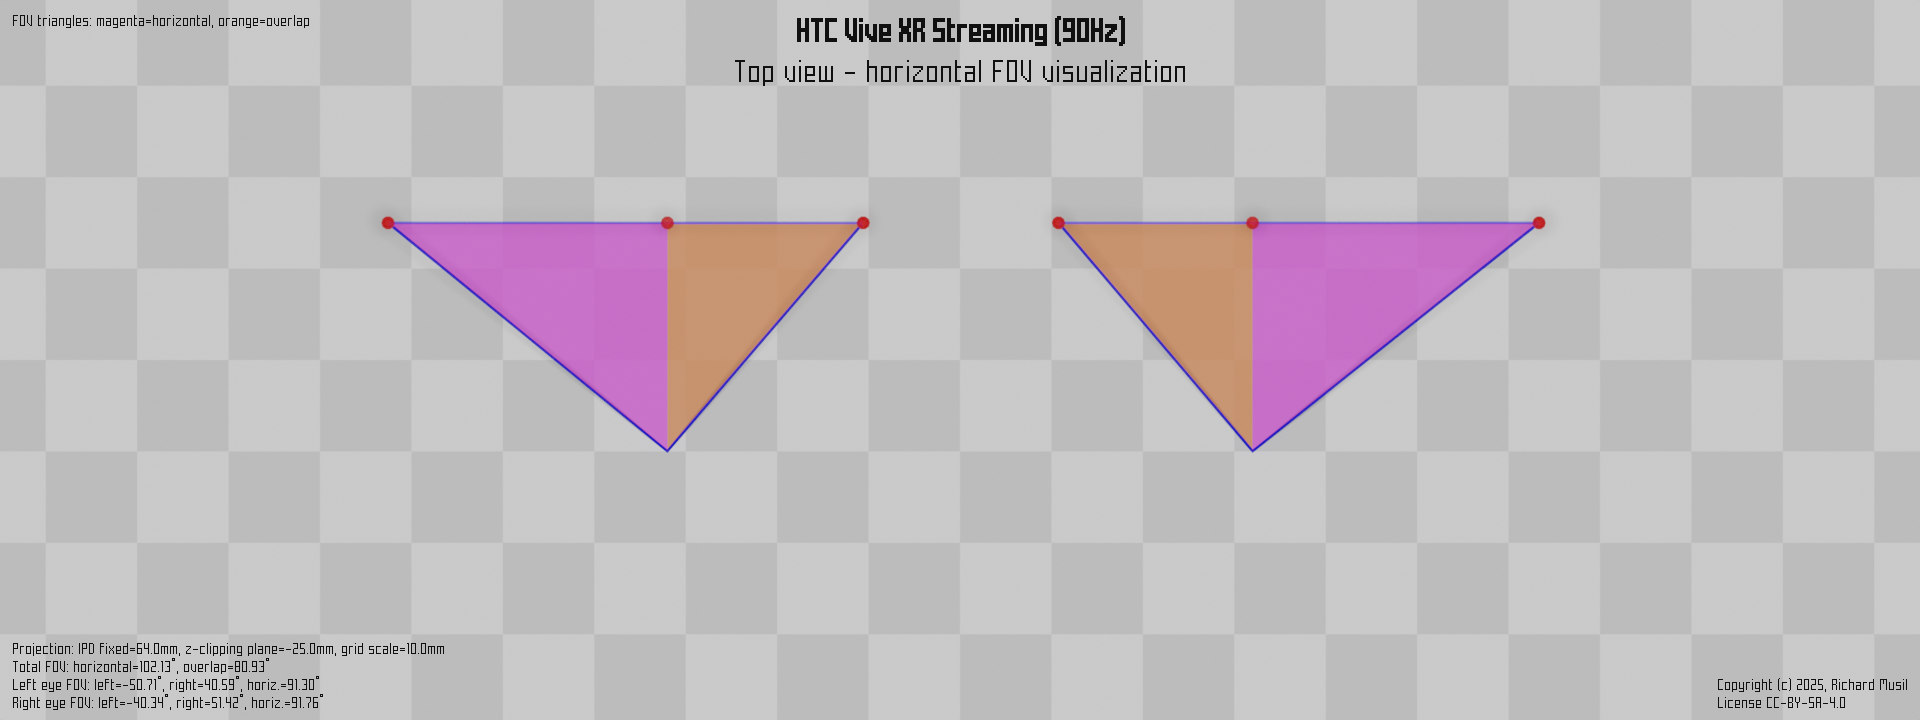 FOV triangles: magenta=horizontal, orange=overlap
HTC Vive XR Streaming (90Hz)
Top view - horizontal FOV visualization
Projection: IPD fixed=64.0mm, z-clipping plane=-25.0mm, grid scale=10.0mm
Total FOV: horizontal=102.13°, overlap=80.93°
Left eye FOV: left=-50.71°, right=40.59°, horiz.=91.30°
Right eye FOV: left=-40.34°, right=51.42°, horiz.=91.76°
Copyright (c) 2025, Richard Musil
License CC-BY-SA-4.0